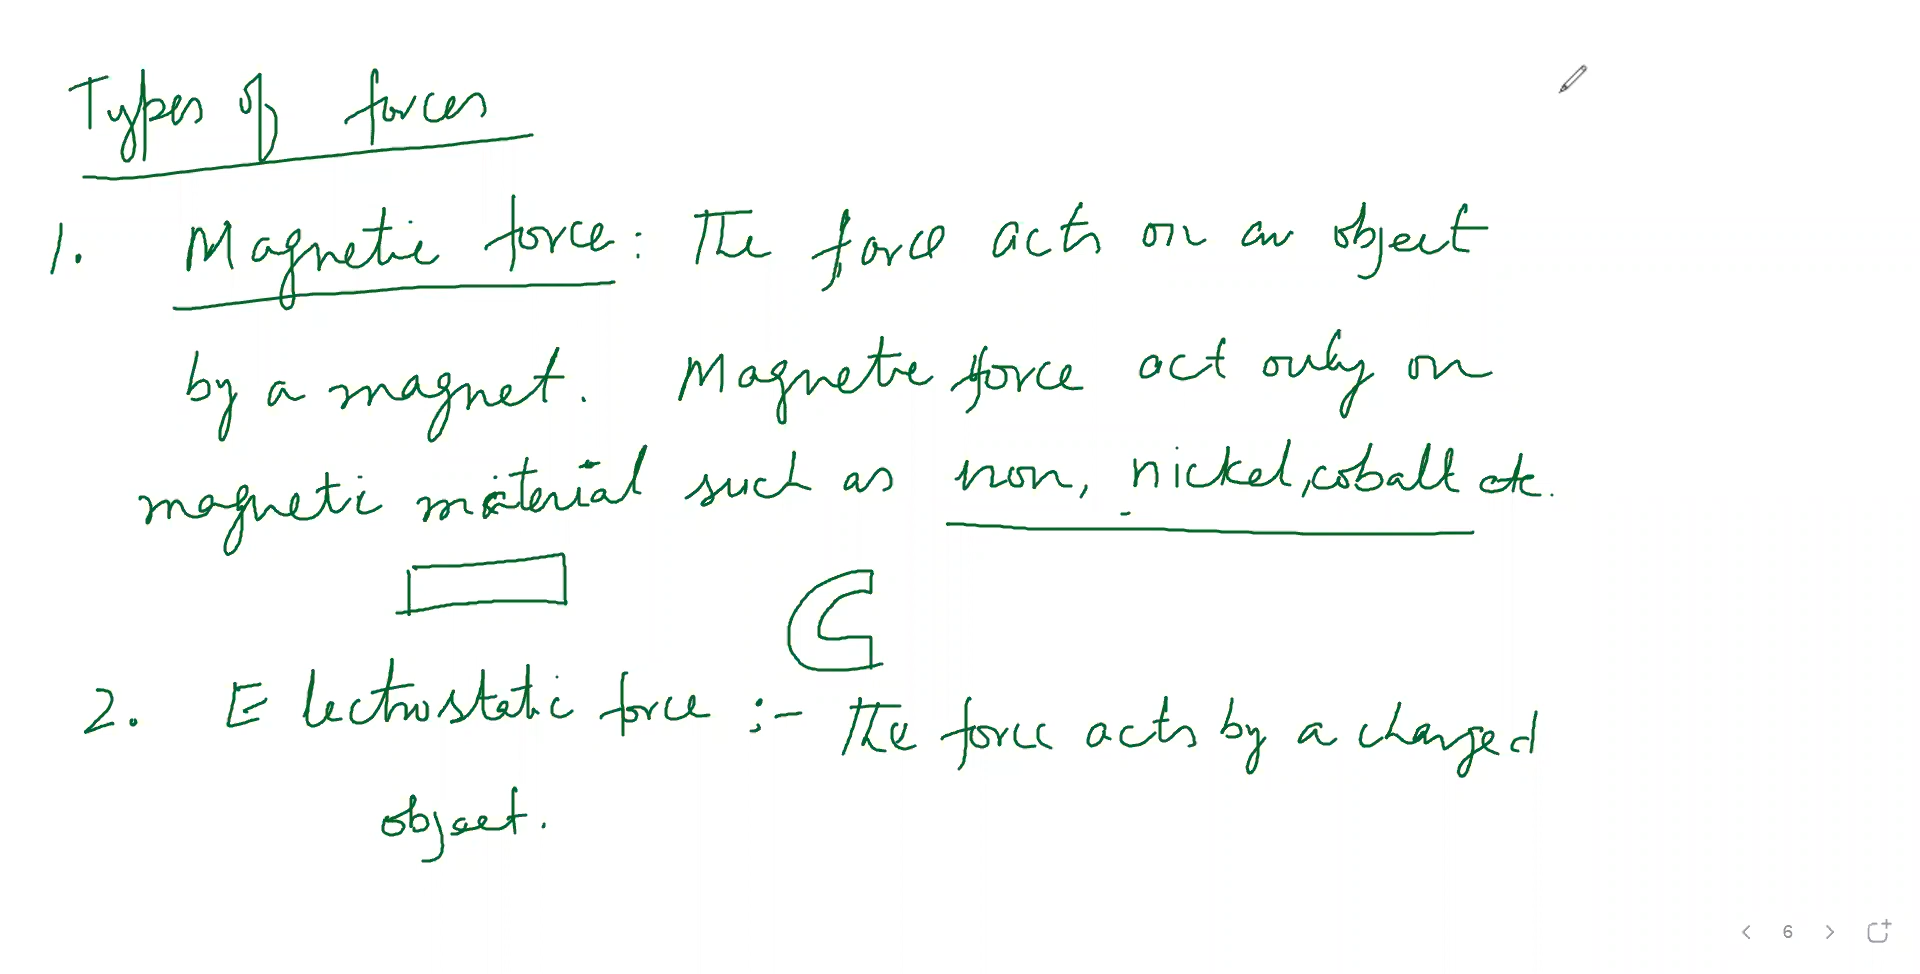 Types of forces
1. Magnetic force: The force acts on an object
by a magnet. Magnetic force act only on
magnetic material such as iron, nickel, cobalt etc.
2. Electrostatic force :- The force acts by a charged
object.
6